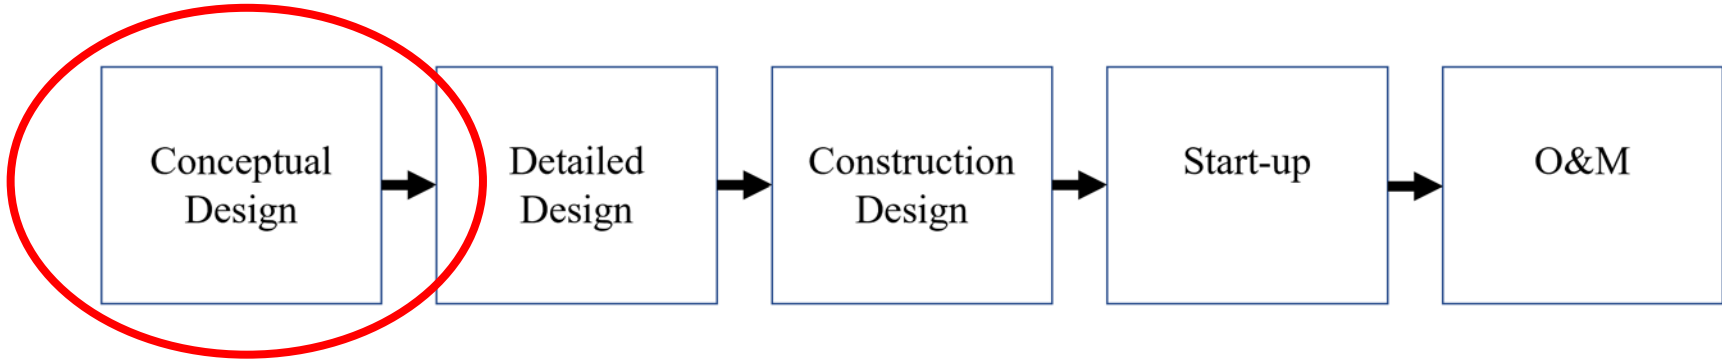 Conceptual
Design
Detailed
Design
Construction
Design
Start-up
O&M